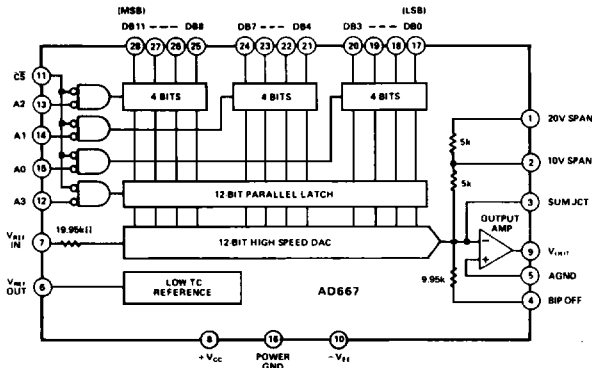 (MSB) (LSB)
DB11 ---- DB8 DB7 --- DB4 DB3 ---- DB0
28 27 26 25 24 23 22 21 20 19 18 17
11 CS
4 BITS 4 BITS 4 BITS
A2 13
A1 14
A0 15
A3 12
12-BIT PARALLEL LATCH
VREF IN 7 19.95kΩ
12-BIT HIGH SPEED DAC
VREF OUT 6
LOW TC REFERENCE
AD667
5k
5k
9.95k
1 20V SPAN
2 10V SPAN
3 SUM JCT
OUTPUT AMP
− +
9 VOUT
5 AGND
4 BIP OFF
8 16 10
+VCC POWER GND −VEE